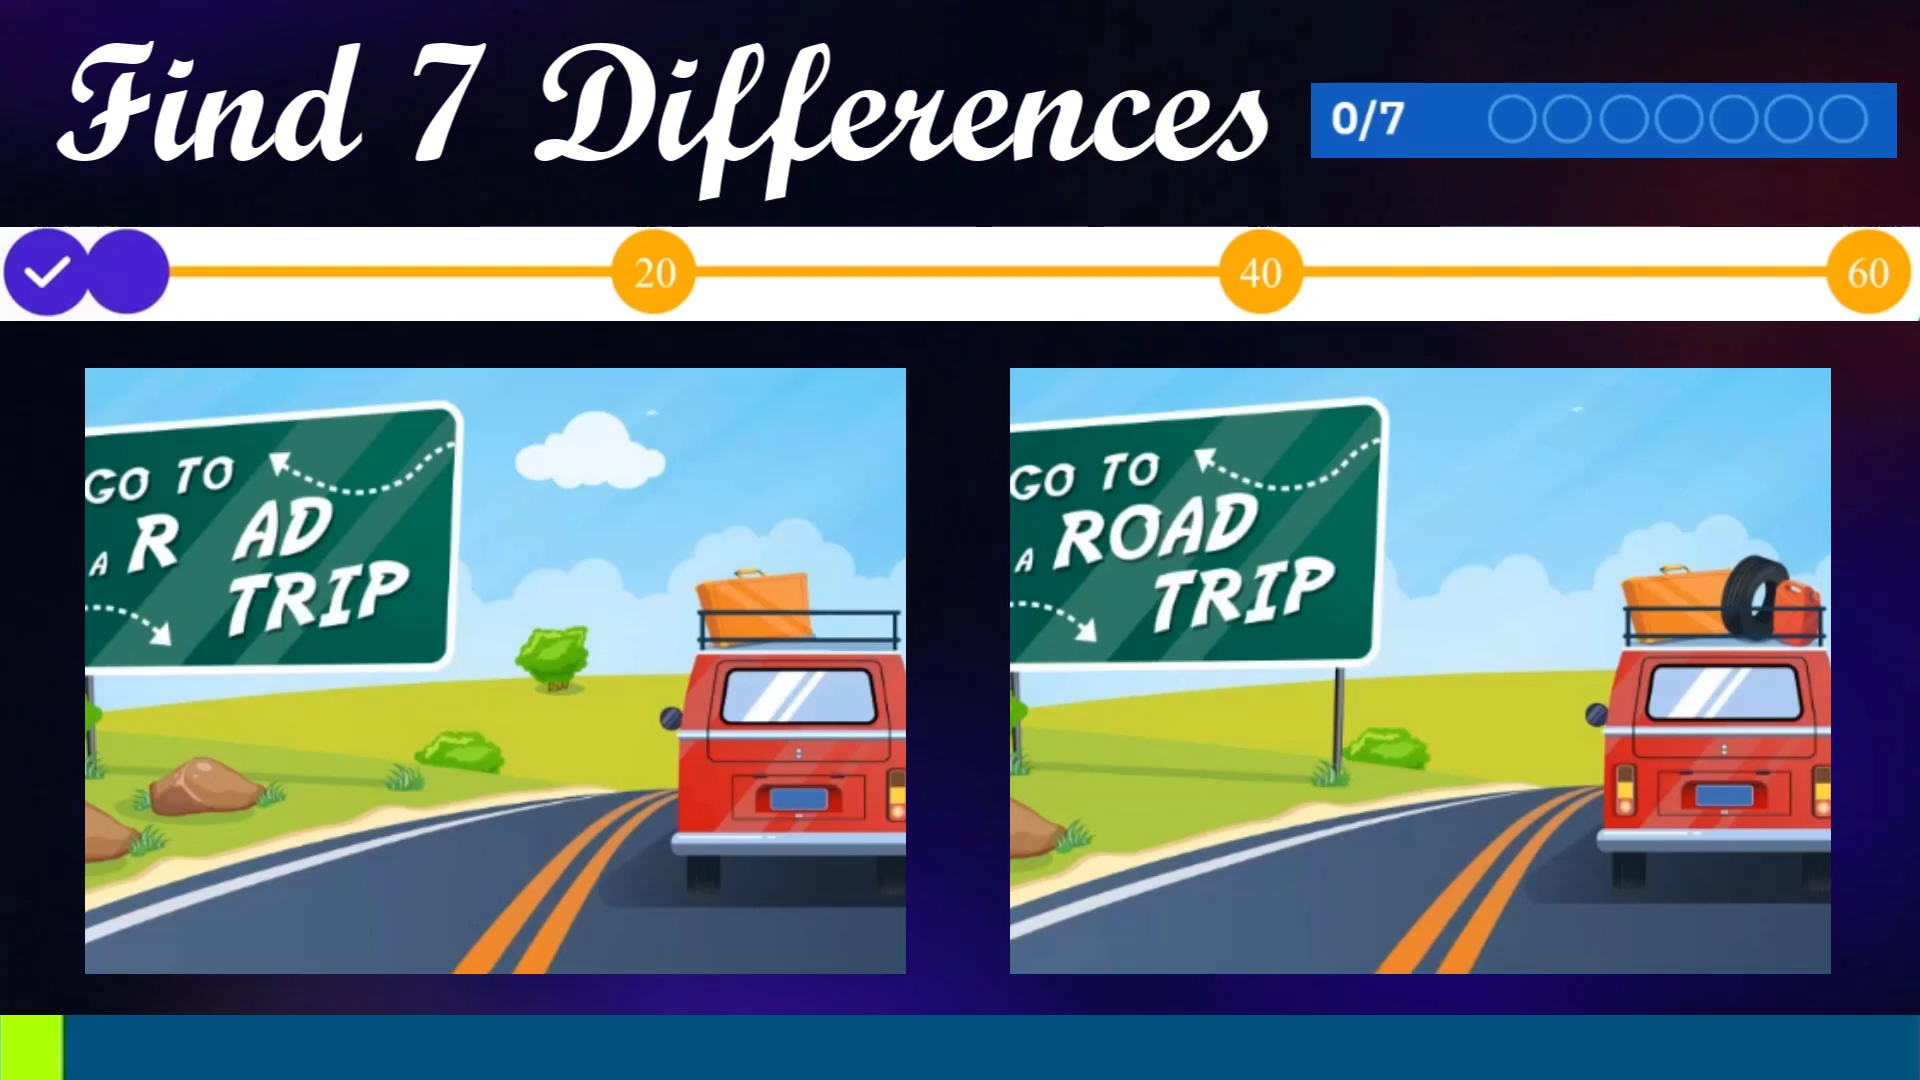 Find 7 Differences
0/7
20 40 60
GO TO
A R AD
TRIP
GO TO
A ROAD
TRIP